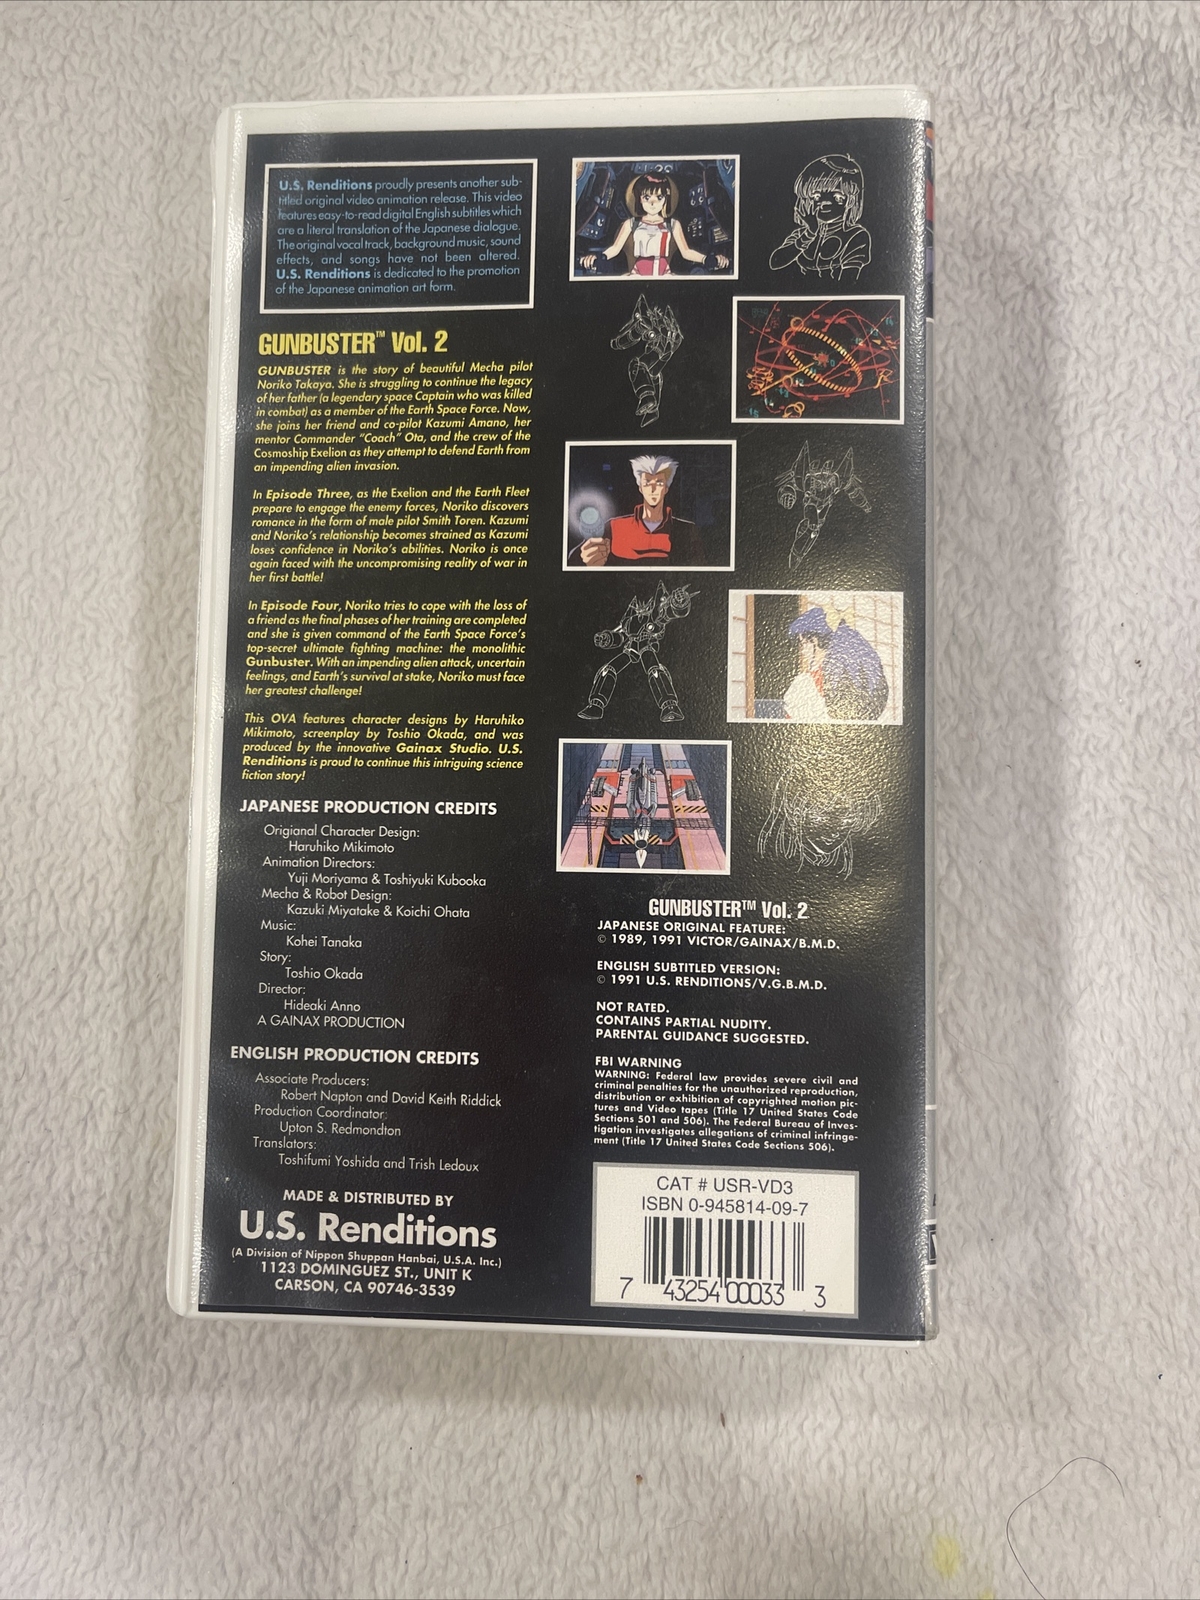 U.S. Renditions proudly presents another sub-
titled original video animation release. This video
features easy-to-read digital English subtitles which
are a literal translation of the Japanese dialogue.
The original vocal track, background music, sound
effects, and songs have not been altered.
U.S. Renditions is dedicated to the promotion
of the Japanese animation art form.
GUNBUSTER™ Vol. 2
GUNBUSTER is the story of beautiful Mecha pilot
Noriko Takaya. She is struggling to continue the legacy
of her father (a legendary space Captain who was killed
in combat) as a member of the Earth Space Force. Now,
she joins her friend and co-pilot Kazumi Amano, her
mentor Commander "Coach" Ota, and the crew of the
Cosmoship Exelion as they attempt to defend Earth from
an impending alien invasion.
In Episode Three, as the Exelion and the Earth Fleet
prepare to engage the enemy forces, Noriko discovers
romance in the form of male pilot Smith Toren. Kazumi
and Noriko's relationship becomes strained as Kazumi
loses confidence in Noriko's abilities. Noriko is once
again faced with the uncompromising reality of war in
her first battle!
In Episode Four, Noriko tries to cope with the loss of
a friend as the final phases of her training are completed
and she is given command of the Earth Space Force's
top-secret ultimate fighting machine: the monolithic
Gunbuster. With an impending alien attack, uncertain
feelings, and Earth's survival at stake, Noriko must face
her greatest challenge!
This OVA features character designs by Haruhiko
Mikimoto, screenplay by Toshio Okada, and was
produced by the innovative Gainax Studio. U.S.
Renditions is proud to continue this intriguing science
fiction story!
JAPANESE PRODUCTION CREDITS
Origianal Character Design:
Haruhiko Mikimoto
Animation Directors:
Yuji Moriyama & Toshiyuki Kubooka
Mecha & Robot Design:
Kazuki Miyatake & Koichi Ohata
Music:
Kohei Tanaka
Story:
Toshio Okada
Director:
Hideaki Anno
A GAINAX PRODUCTION
ENGLISH PRODUCTION CREDITS
Associate Producers:
Robert Napton and David Keith Riddick
Production Coordinator:
Upton S. Redmondton
Translators:
Toshifumi Yoshida and Trish Ledoux
MADE & DISTRIBUTED BY
U.S. Renditions
(A Division of Nippon Shuppan Hanbai, U.S.A. Inc.)
1123 DOMINGUEZ ST., UNIT K
CARSON, CA 90746-3539
GUNBUSTER™ Vol. 2
JAPANESE ORIGINAL FEATURE:
© 1989, 1991 VICTOR/GAINAX/B.M.D.
ENGLISH SUBTITLED VERSION:
© 1991 U.S. RENDITIONS/V.G.B.M.D.
NOT RATED.
CONTAINS PARTIAL NUDITY.
PARENTAL GUIDANCE SUGGESTED.
FBI WARNING
WARNING: Federal law provides severe civil and
criminal penalties for the unauthorized reproduction,
distribution or exhibition of copyrighted motion pic-
tures and Video tapes (Title 17 United States Code
Sections 501 and 506). The Federal Bureau of Inves-
tigation investigates allegations of criminal infringe-
ment (Title 17 United States Code Sections 506).
CAT # USR-VD3
ISBN 0-945814-09-7
7 43254 00033 3